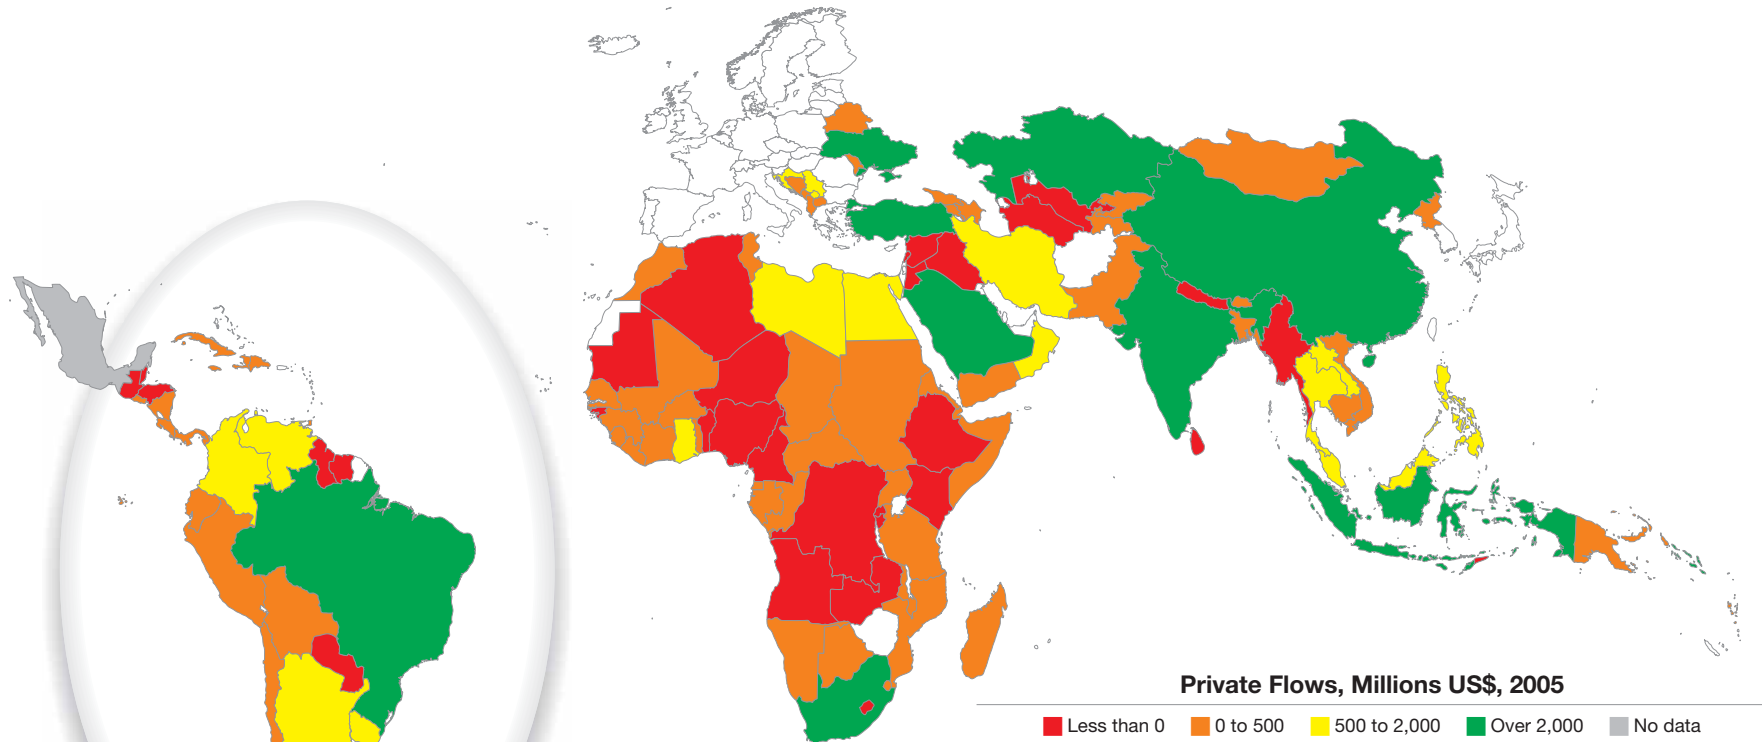 Private Flows, Millions US$, 2005
Less than 0 0 to 500 500 to 2,000 Over 2,000 No data